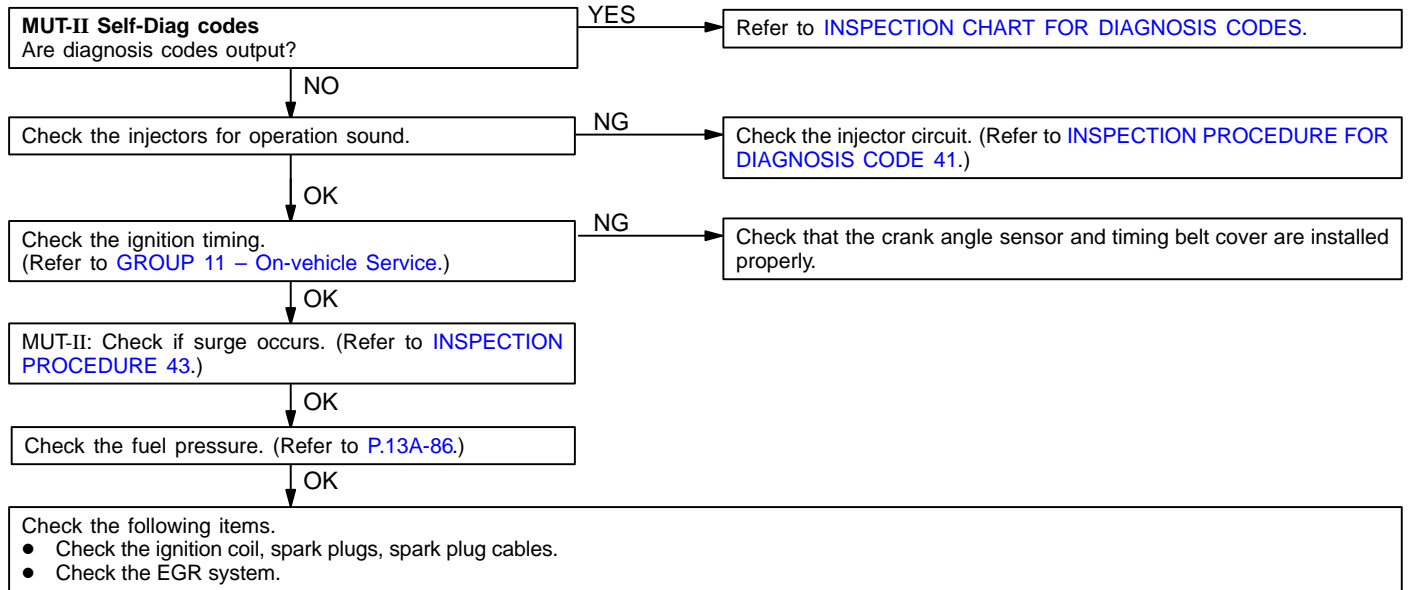 MUT-II Self-Diag codes
Are diagnosis codes output?
YES
Refer to INSPECTION CHART FOR DIAGNOSIS CODES.
NO
Check the injectors for operation sound.
NG
Check the injector circuit. (Refer to INSPECTION PROCEDURE FOR
DIAGNOSIS CODE 41.)
OK
Check the ignition timing.
(Refer to GROUP 11 – On-vehicle Service.)
NG
Check that the crank angle sensor and timing belt cover are installed
properly.
OK
MUT-II: Check if surge occurs. (Refer to INSPECTION
PROCEDURE 43.)
OK
Check the fuel pressure. (Refer to P.13A-86.)
OK
Check the following items.
● Check the ignition coil, spark plugs, spark plug cables.
● Check the EGR system.